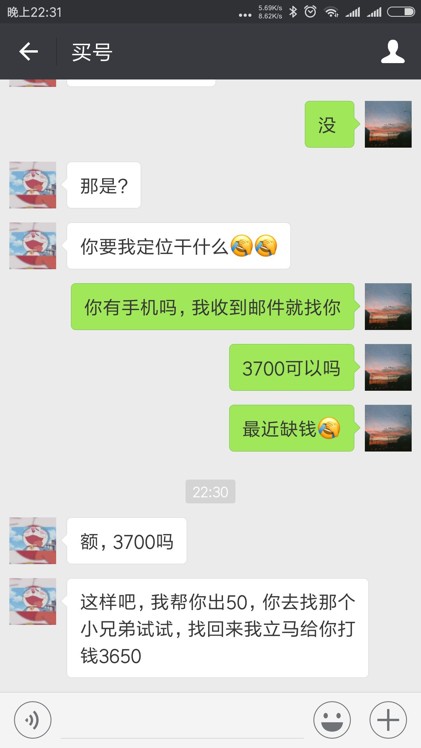 晚上22:31
5.69K/s
8.62K/s
买号
没
那是?
你要我定位干什么
你有手机吗，我收到邮件就找你
3700可以吗
最近缺钱
22:30
额，3700吗
这样吧，我帮你出50，你去找那个
小兄弟试试，找回来我立马给你打
钱3650